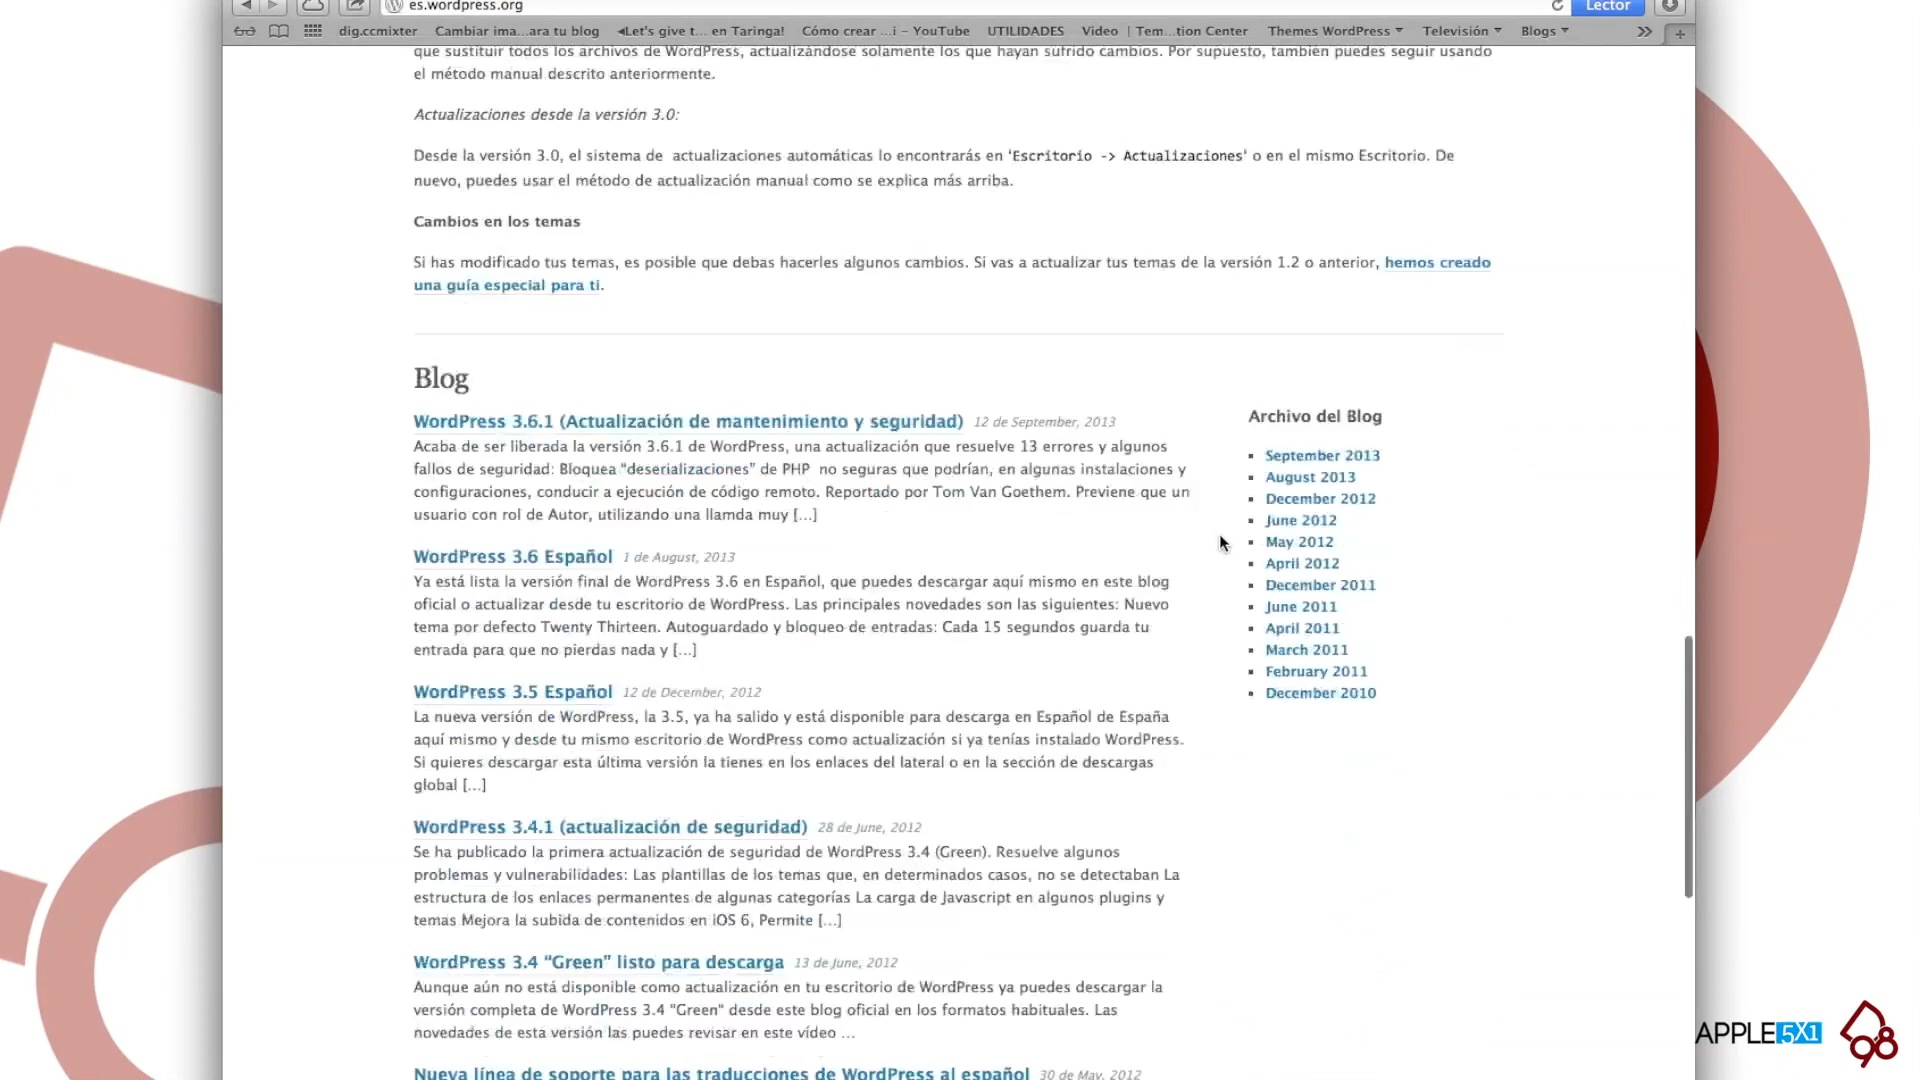 es.wordpress.org
Lector
dig.ccmixter Cambiar ima...ara tu blog ◂Let's give t... en Taringa! Cómo crear ...i – YouTube UTILIDADES Video | Tem...tion Center Themes WordPress ▾ Televisión ▾ Blogs ▾ >> +
que sustituir todos los archivos de WordPress, actualizándose solamente los que hayan sufrido cambios. Por supuesto, también puedes seguir usando
el método manual descrito anteriormente.
Actualizaciones desde la versión 3.0:
Desde la versión 3.0, el sistema de actualizaciones automáticas lo encontrarás en 'Escritorio -> Actualizaciones' o en el mismo Escritorio. De
nuevo, puedes usar el método de actualización manual como se explica más arriba.
Cambios en los temas
Si has modificado tus temas, es posible que debas hacerles algunos cambios. Si vas a actualizar tus temas de la versión 1.2 o anterior, hemos creado
una guía especial para ti.
Blog
WordPress 3.6.1 (Actualización de mantenimiento y seguridad) 12 de September, 2013
Acaba de ser liberada la versión 3.6.1 de WordPress, una actualización que resuelve 13 errores y algunos
fallos de seguridad: Bloquea “deserializaciones” de PHP no seguras que podrían, en algunas instalaciones y
configuraciones, conducir a ejecución de código remoto. Reportado por Tom Van Goethem. Previene que un
usuario con rol de Autor, utilizando una llamda muy [...]
WordPress 3.6 Español 1 de August, 2013
Ya está lista la versión final de WordPress 3.6 en Español, que puedes descargar aquí mismo en este blog
oficial o actualizar desde tu escritorio de WordPress. Las principales novedades son las siguientes: Nuevo
tema por defecto Twenty Thirteen. Autoguardado y bloqueo de entradas: Cada 15 segundos guarda tu
entrada para que no pierdas nada y [...]
WordPress 3.5 Español 12 de December, 2012
La nueva versión de WordPress, la 3.5, ya ha salido y está disponible para descarga en Español de España
aquí mismo y desde tu mismo escritorio de WordPress como actualización si ya tenías instalado WordPress.
Si quieres descargar esta última versión la tienes en los enlaces del lateral o en la sección de descargas
global [...]
WordPress 3.4.1 (actualización de seguridad) 28 de June, 2012
Se ha publicado la primera actualización de seguridad de WordPress 3.4 (Green). Resuelve algunos
problemas y vulnerabilidades: Las plantillas de los temas que, en determinados casos, no se detectaban La
estructura de los enlaces permanentes de algunas categorías La carga de Javascript en algunos plugins y
temas Mejora la subida de contenidos en iOS 6, Permite [...]
WordPress 3.4 “Green” listo para descarga 13 de June, 2012
Aunque aún no está disponible como actualización en tu escritorio de WordPress ya puedes descargar la
versión completa de WordPress 3.4 “Green” desde este blog oficial en los formatos habituales. Las
novedades de esta versión las puedes revisar en este vídeo ...
Nueva línea de soporte para las traducciones de WordPress al español 30 de May, 2012
Archivo del Blog
September 2013
August 2013
December 2012
June 2012
May 2012
April 2012
December 2011
June 2011
April 2011
March 2011
February 2011
December 2010
APPLE 5X1
98